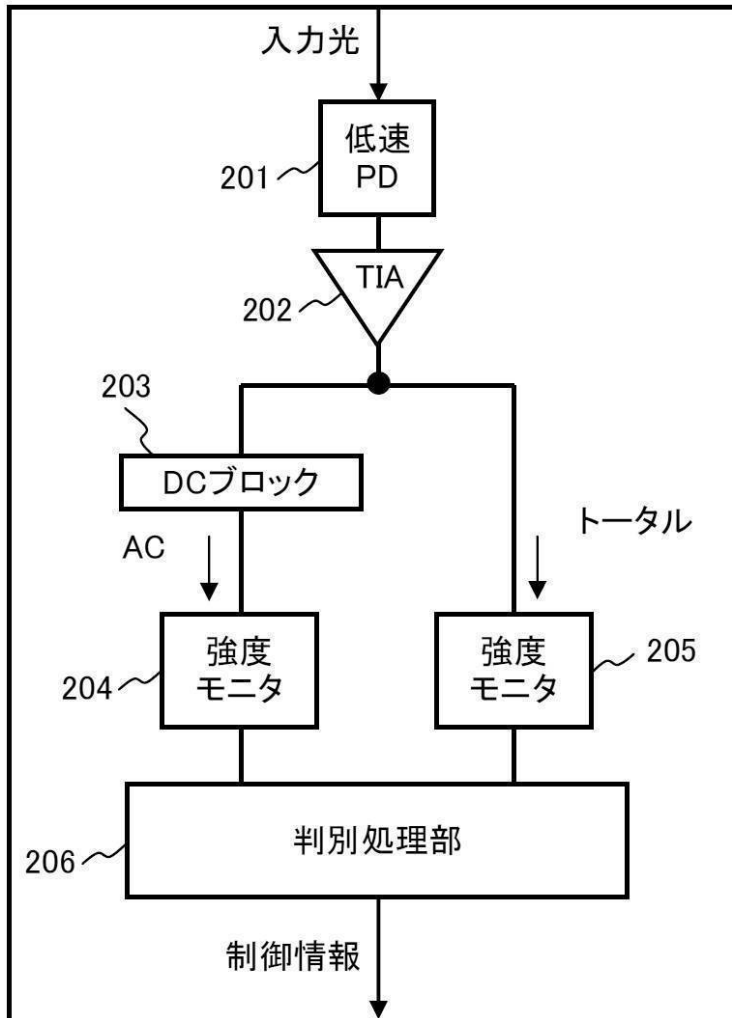 入力光
低速
PD
201
TIA
202
203
DCブロック
AC
トータル
強度
モニタ
204
強度
モニタ
205
判別処理部
206
制御情報